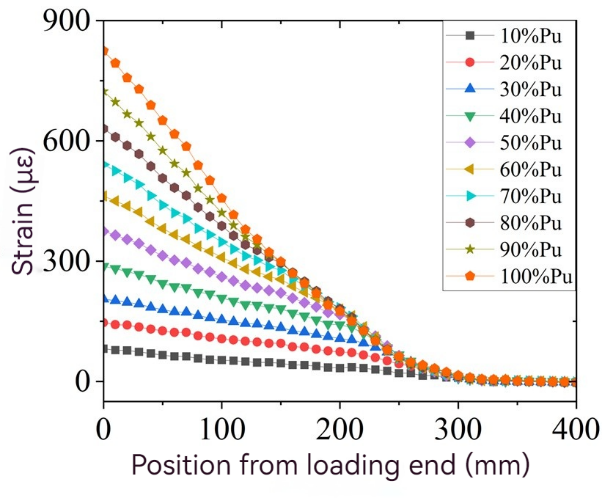 900
600
300
0
0
100
200
300
400
Strain (με)
Position from loading end (mm)
10%Pu
20%Pu
30%Pu
40%Pu
50%Pu
60%Pu
70%Pu
80%Pu
90%Pu
100%Pu